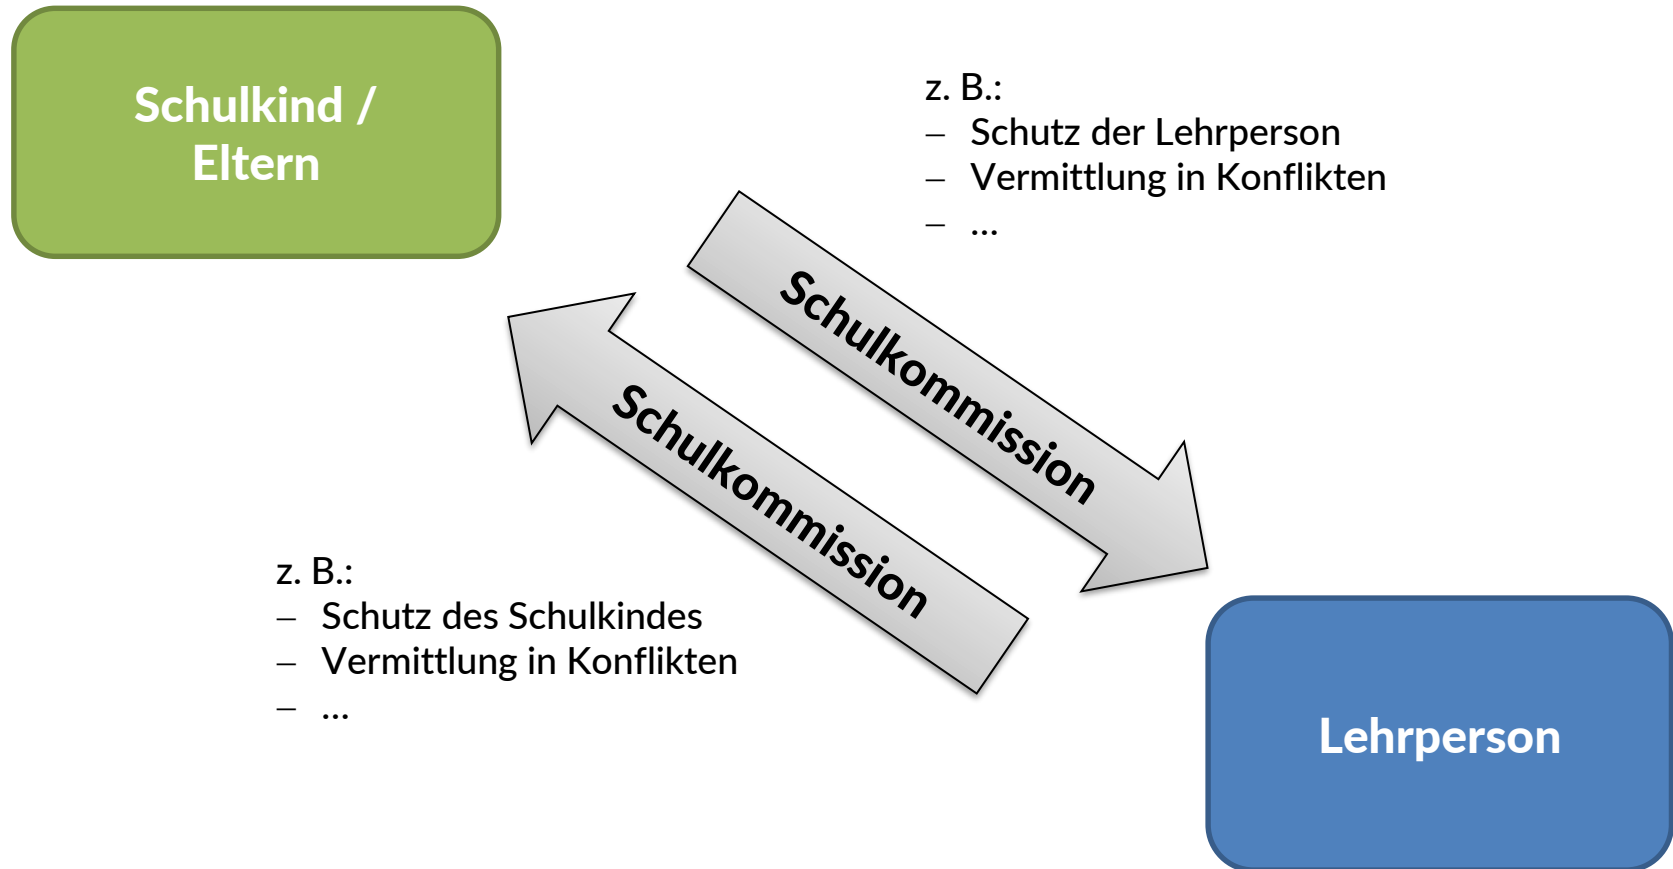 Schulkind /
Eltern
z. B.:
– Schutz der Lehrperson
– Vermittlung in Konflikten
– ...
Schulkommission
Schulkommission
z. B.:
– Schutz des Schulkindes
– Vermittlung in Konflikten
– ...
Lehrperson